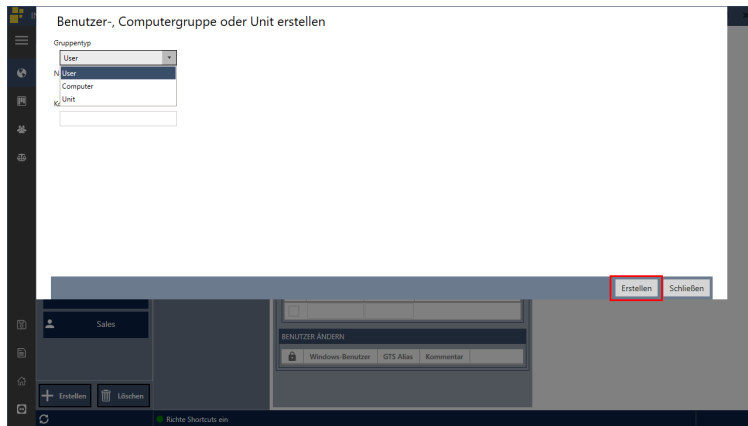 Benutzer-, Computergruppe oder Unit erstellen
Gruppentyp
User
User
Computer
Unit
Erstellen
Schließen
Sales
BENUTZER ÄNDERN
Windows-Benutzer
GTS Alias
Kommentar
Erstellen
Löschen
Richte Shortcuts ein